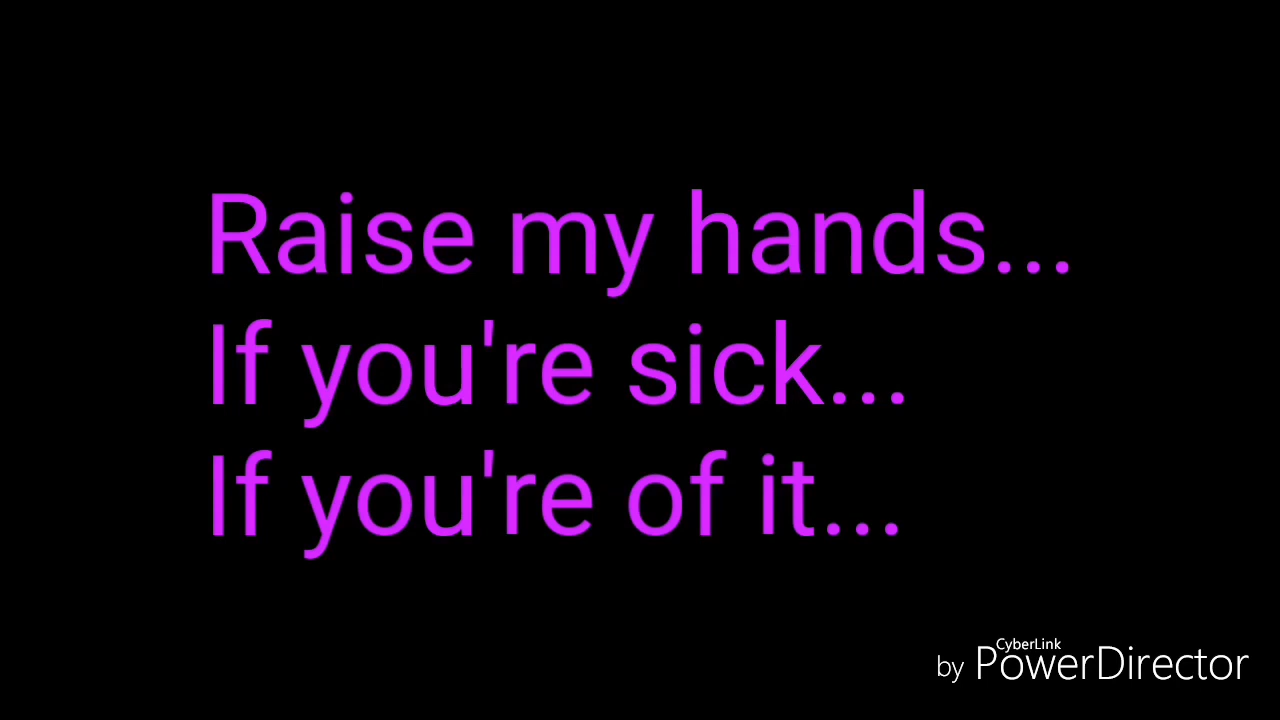 Raise my hands...
If you're sick...
If you're of it...
CyberLink
by PowerDirector